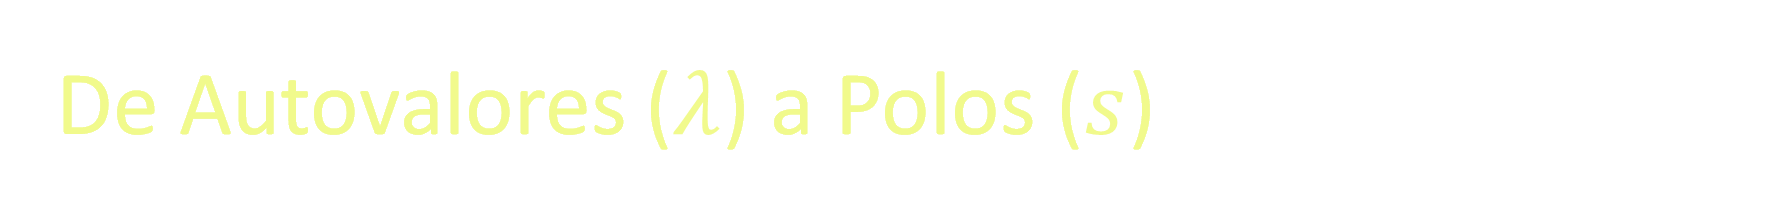 De Autovalores (λ) a Polos (s)